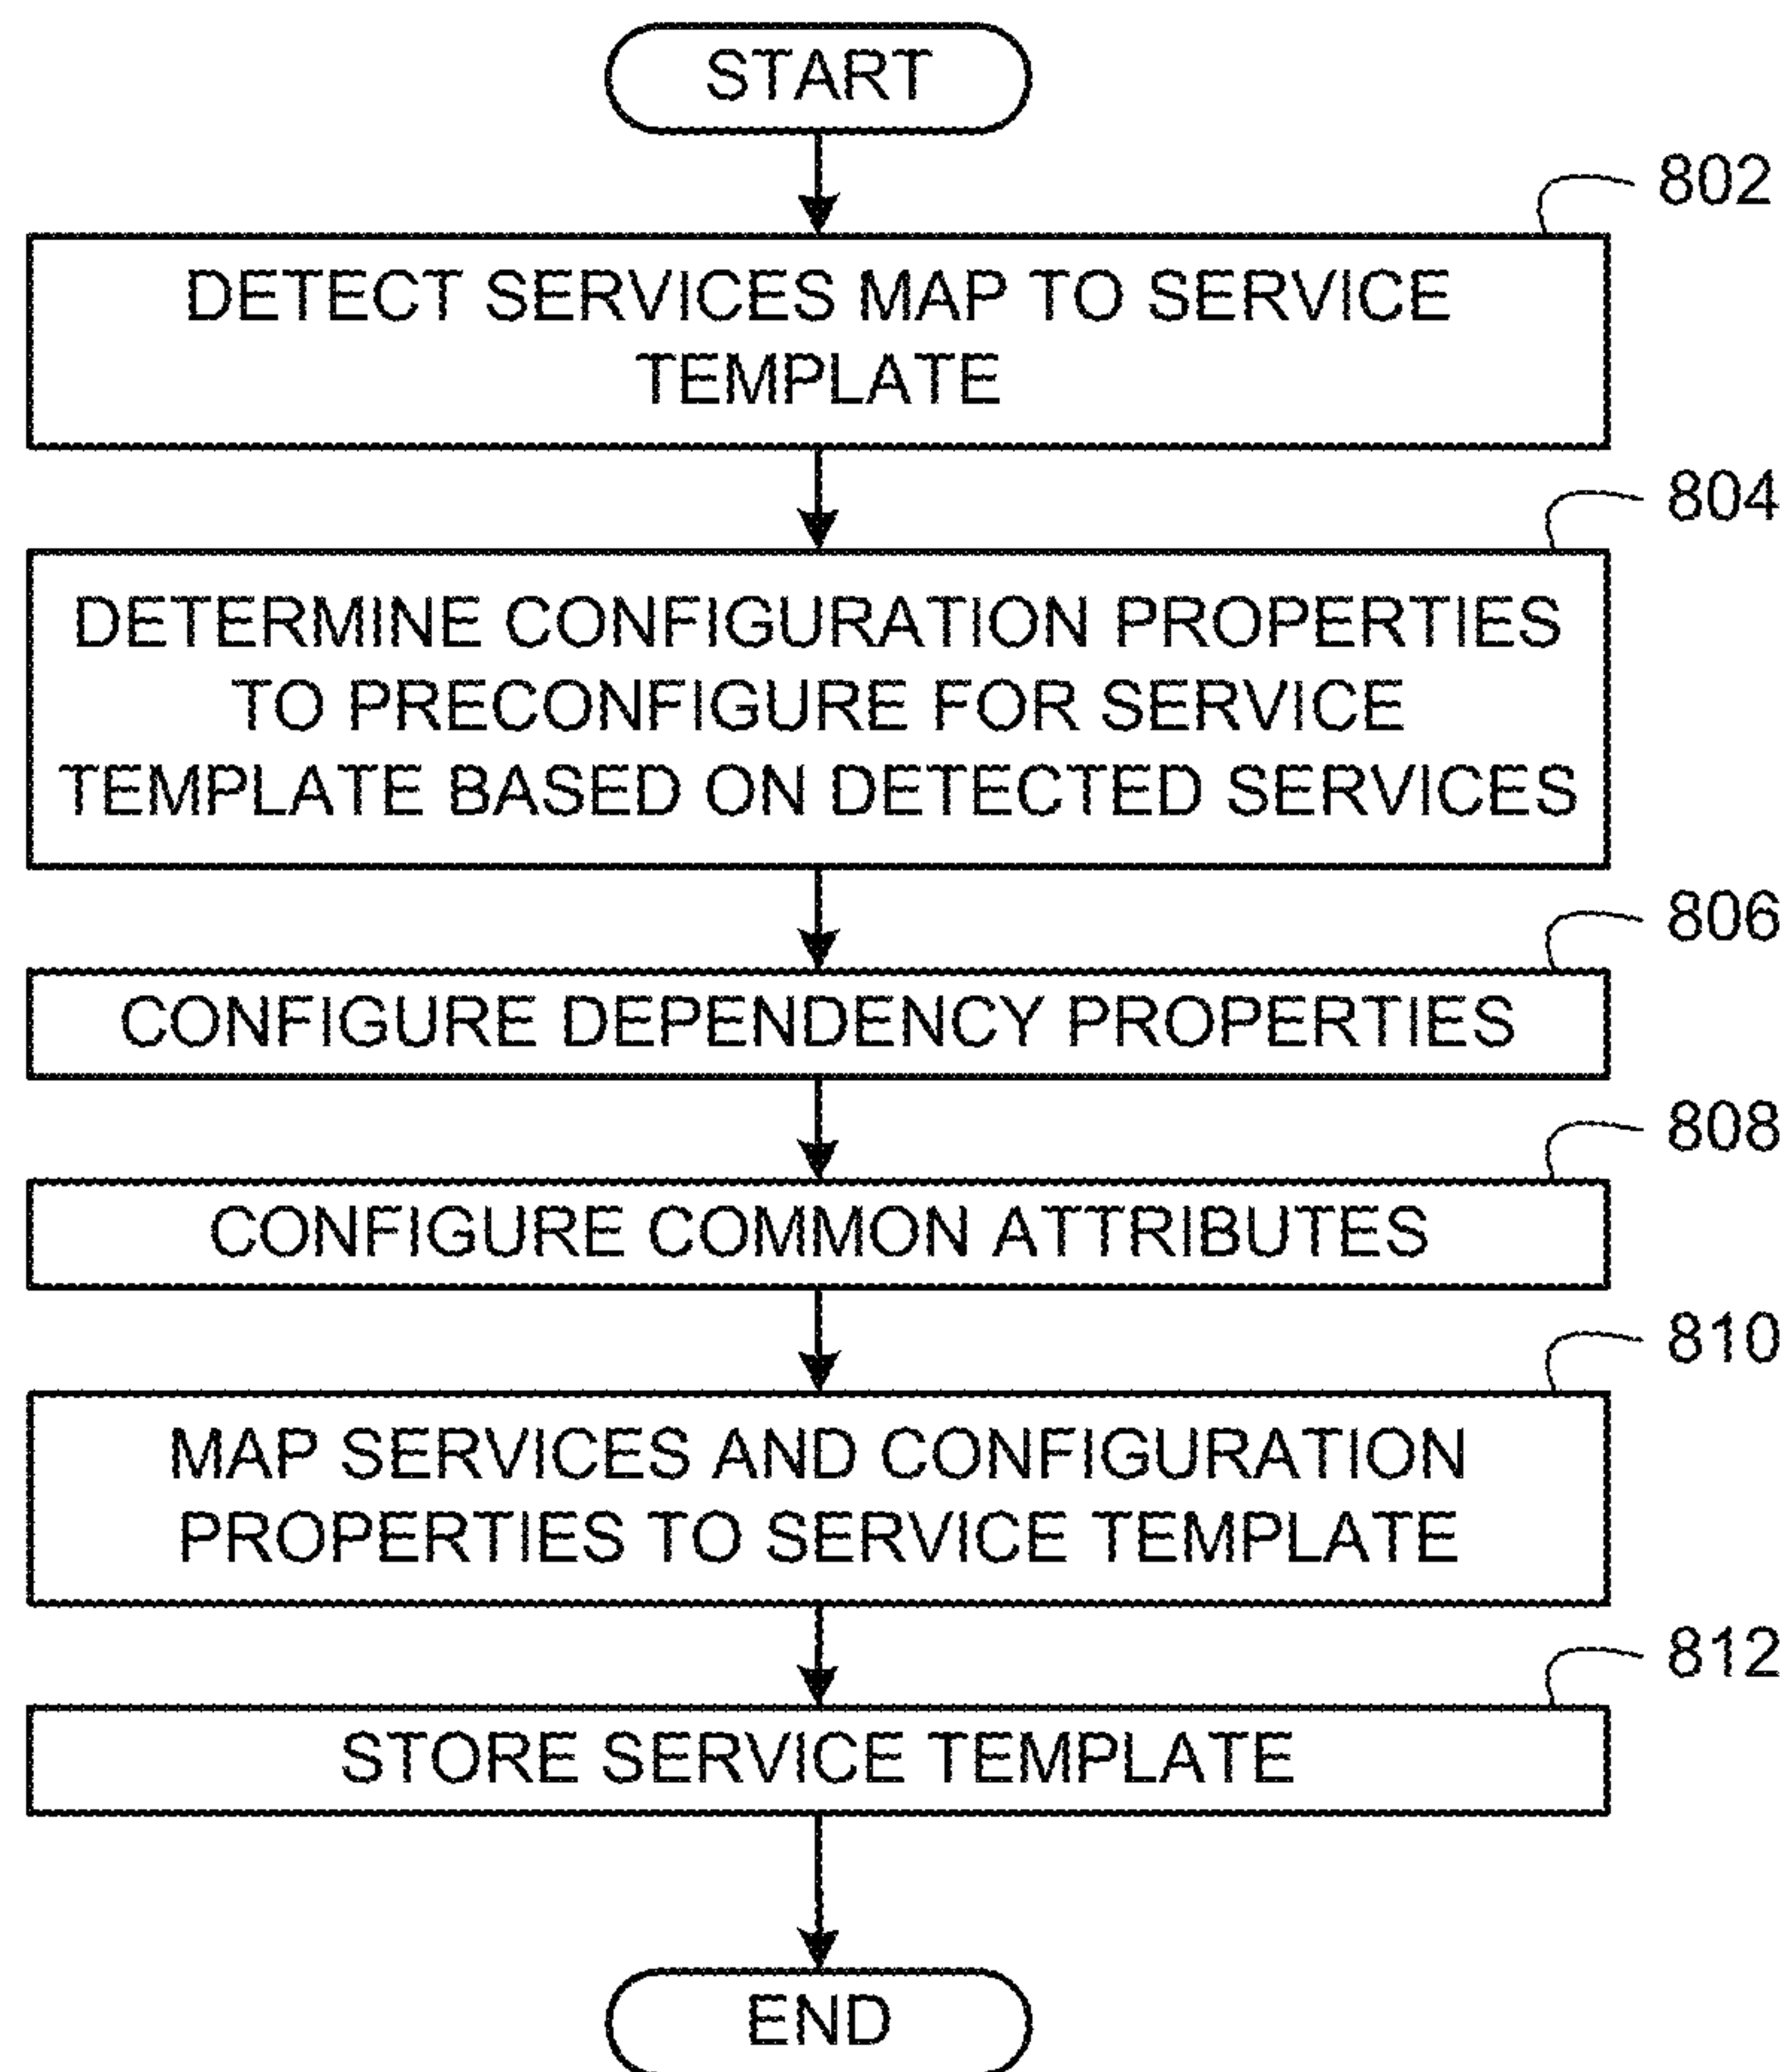 START
802
DETECT SERVICES MAP TO SERVICE
TEMPLATE
804
DETERMINE CONFIGURATION PROPERTIES
TO PRECONFIGURE FOR SERVICE
TEMPLATE BASED ON DETECTED SERVICES
806
CONFIGURE DEPENDENCY PROPERTIES
808
CONFIGURE COMMON ATTRIBUTES
810
MAP SERVICES AND CONFIGURATION
PROPERTIES TO SERVICE TEMPLATE
812
STORE SERVICE TEMPLATE
END